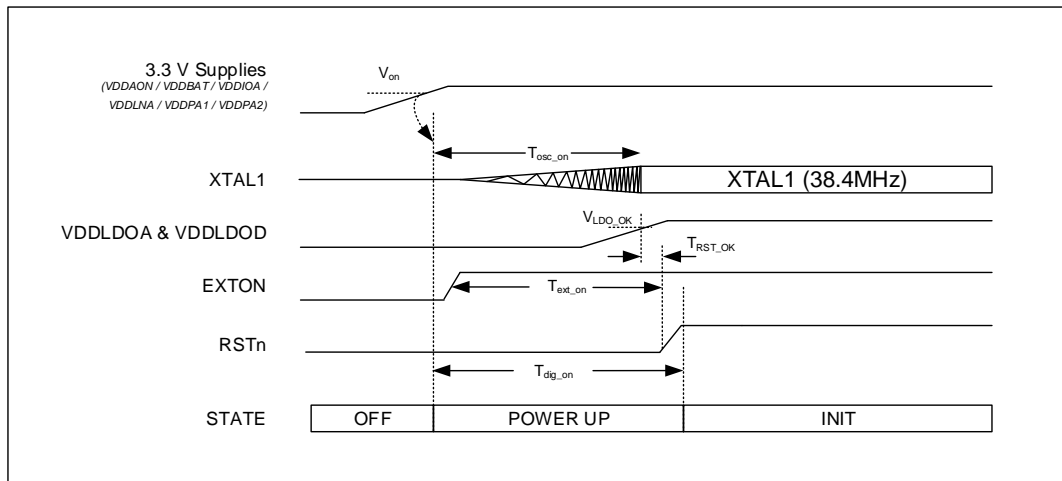 3.3 V Supplies
(VDDAON / VDDBAT / VDDIOA /
VDDLNA / VDDPA1 / VDDPA2)
Von
Tosc_on
XTAL1
XTAL1 (38.4MHz)
VLDO_OK
VDDLDOA & VDDLDOD
TRST_OK
EXTON
Text_on
RSTn
Tdig_on
STATE
OFF
POWER UP
INIT